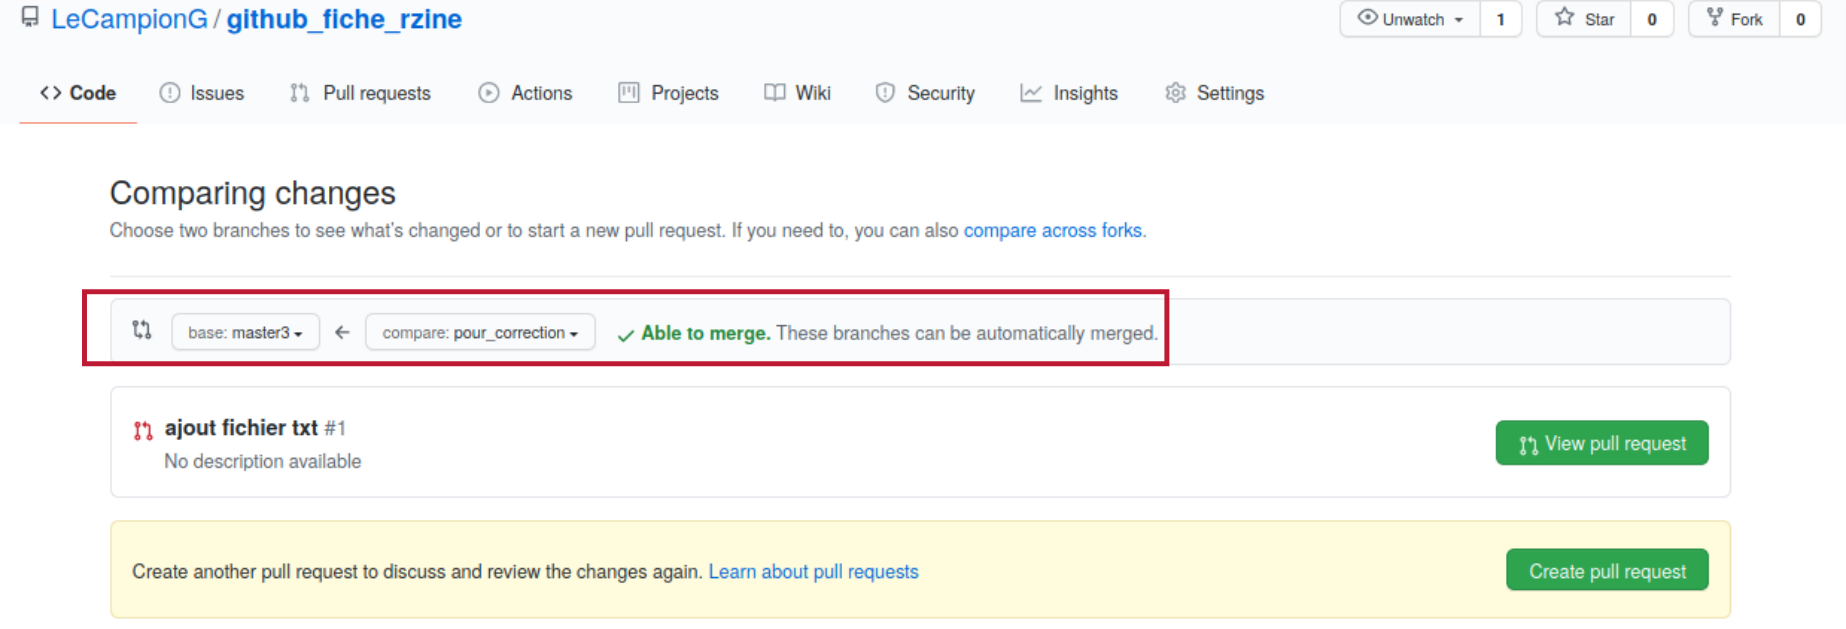 LeCampionG / github_fiche_rzine
Unwatch 1 Star 0 Fork 0
Code Issues Pull requests Actions Projects Wiki Security Insights Settings
Comparing changes
Choose two branches to see what's changed or to start a new pull request. If you need to, you can also compare across forks.
base: master3 ← compare: pour_correction ✓ Able to merge. These branches can be automatically merged.
ajout fichier txt #1
No description available
View pull request
Create another pull request to discuss and review the changes again. Learn about pull requests
Create pull request